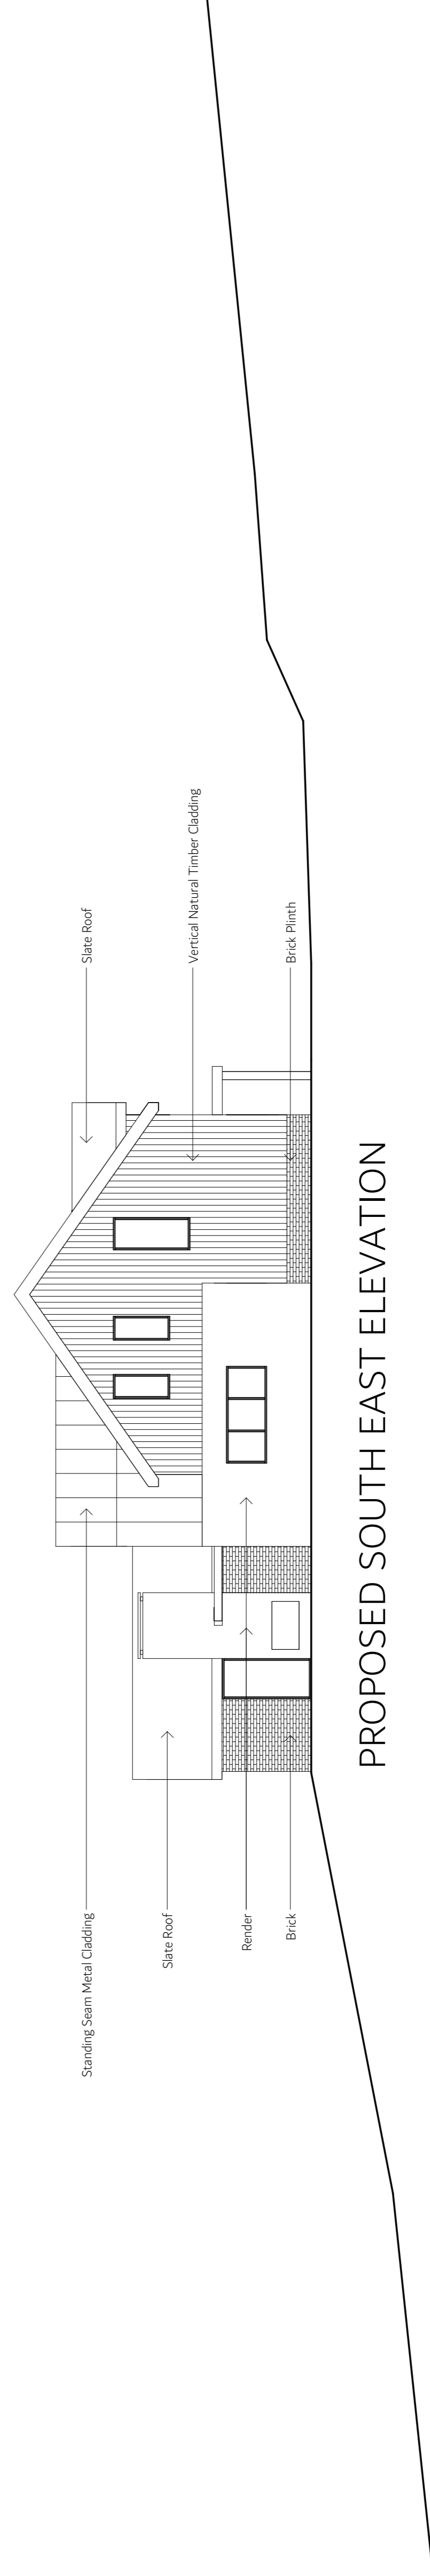 Standing Seam Metal Cladding
Slate Roof
Render
Brick
Slate Roof
Vertical Natural Timber Cladding
Brick Plinth
PROPOSED SOUTH EAST ELEVATION